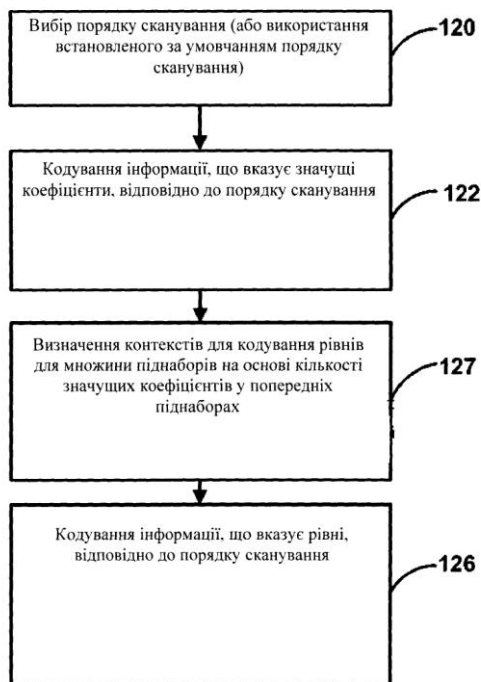 Вибір порядку сканування (або використання
встановленого за умовчанням порядку
сканування)
120
Кодування інформації, що вказує значущі
коефіцієнти, відповідно до порядку сканування
122
Визначення контекстів для кодування рівнів
для множини піднаборів на основі кількості
значущих коефіцієнтів у попередніх
піднаборах
127
Кодування інформації, що вказує рівні,
відповідно до порядку сканування
126